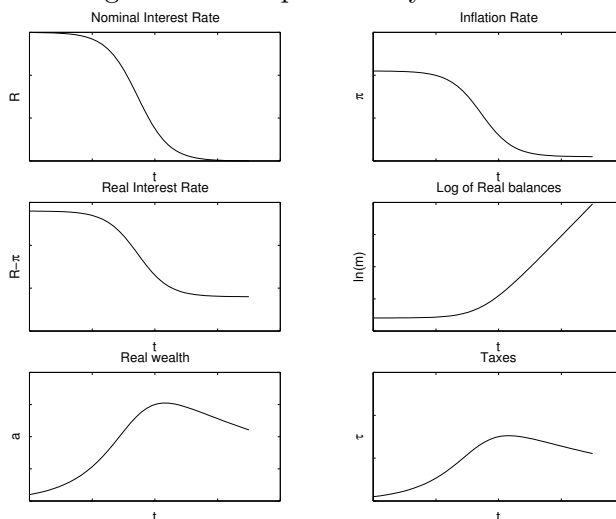 Nominal Interest Rate
Inflation Rate
R
π
t
t
Real Interest Rate
Log of Real balances
R−π
ln(m)
t
t
Real wealth
Taxes
a
τ
t
t